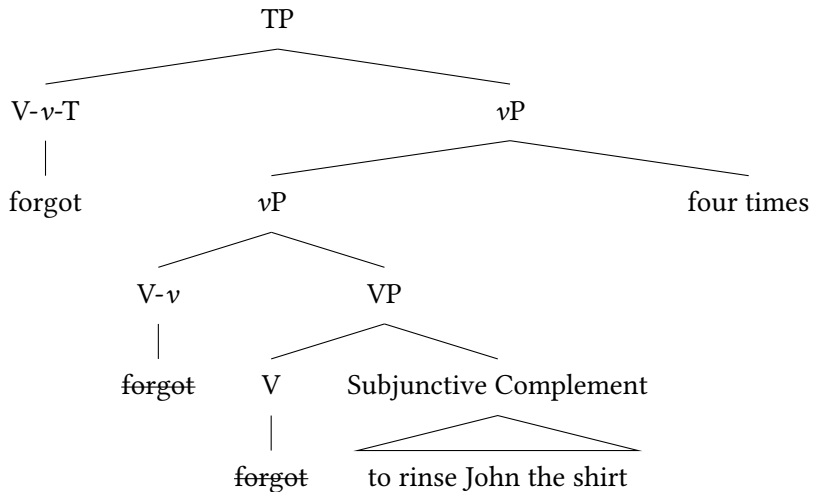 TP
V-v-T vP
forgot vP four times
V-v VP
forgot V Subjunctive Complement
forgot to rinse John the shirt